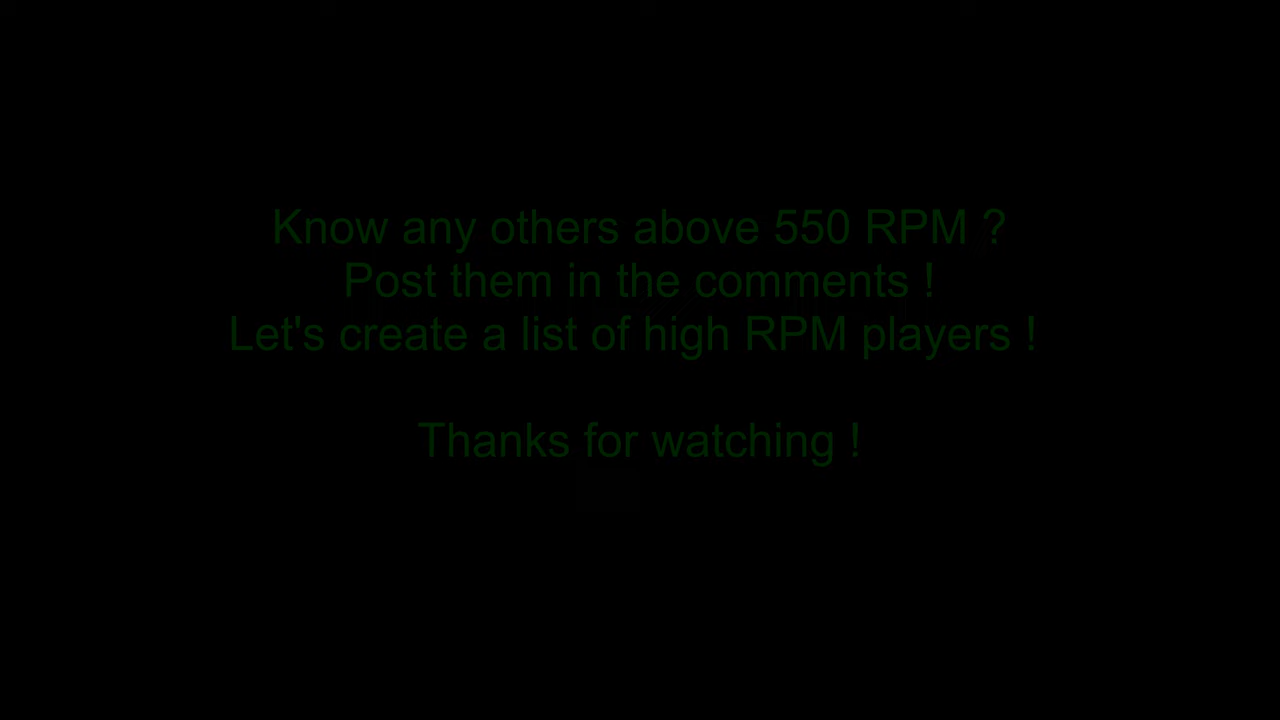 Know any others above 550 RPM ?
Post them in the comments !
Let's create a list of high RPM players !
Thanks for watching !